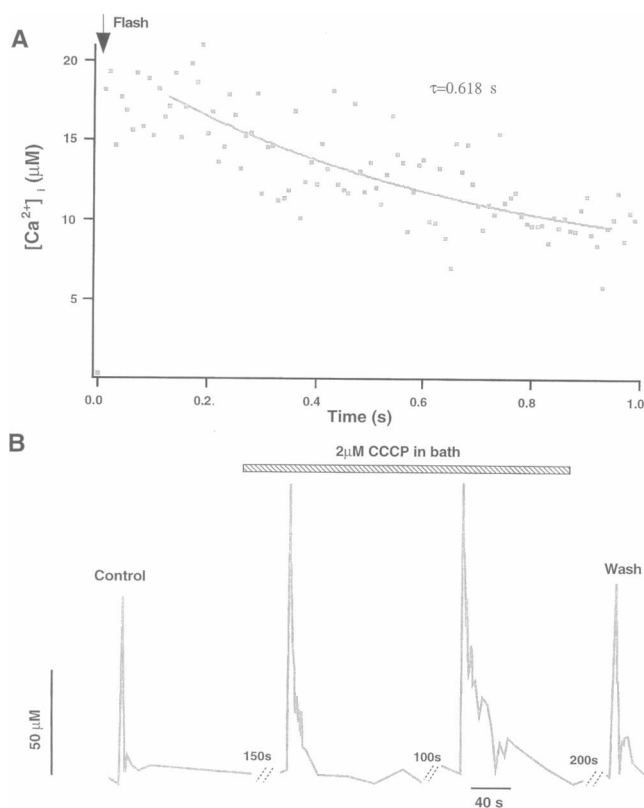 A
Flash
τ=0.618 s
[Ca2+] i (μM)
20
15
10
5
0.0
0.2.
0.4
0.6
0.8
1.0
Time (s)
B
2μM CCCP in bath
Control
Wash
50 μM
150s
100s
200s
40 s